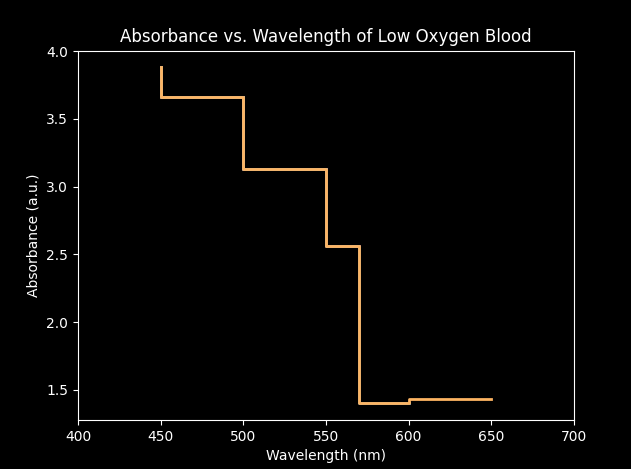 Absorbance vs. Wavelength of Low Oxygen Blood
4.0
3.5
3.0
2.5
2.0
1.5
Absorbance (a.u.)
400 450 500 550 600 650 700
Wavelength (nm)